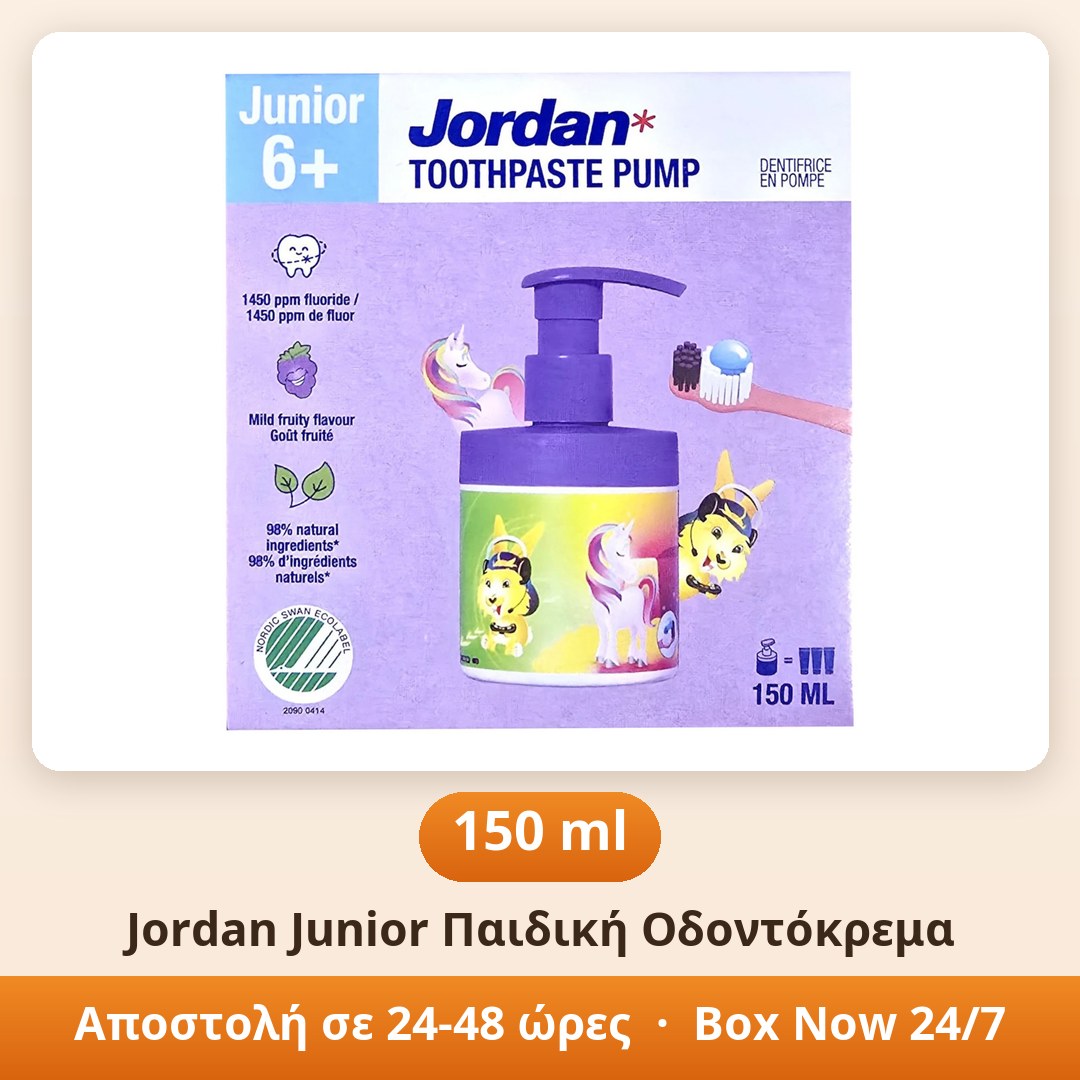 Junior
6+
Jordan*
TOOTHPASTE PUMP
DENTIFRICE
EN POMPE
1450 ppm fluoride /
1450 ppm de fluor
Mild fruity flavour
Goût fruité
98% natural
ingredients*
98% d'ingrédients
naturels*
NORDIC SWAN ECOLABEL
2090 0414
=
150 ML
150 ml
Jordan Junior Παιδική Οδοντόκρεμα
Αποστολή σε 24-48 ώρες · Box Now 24/7